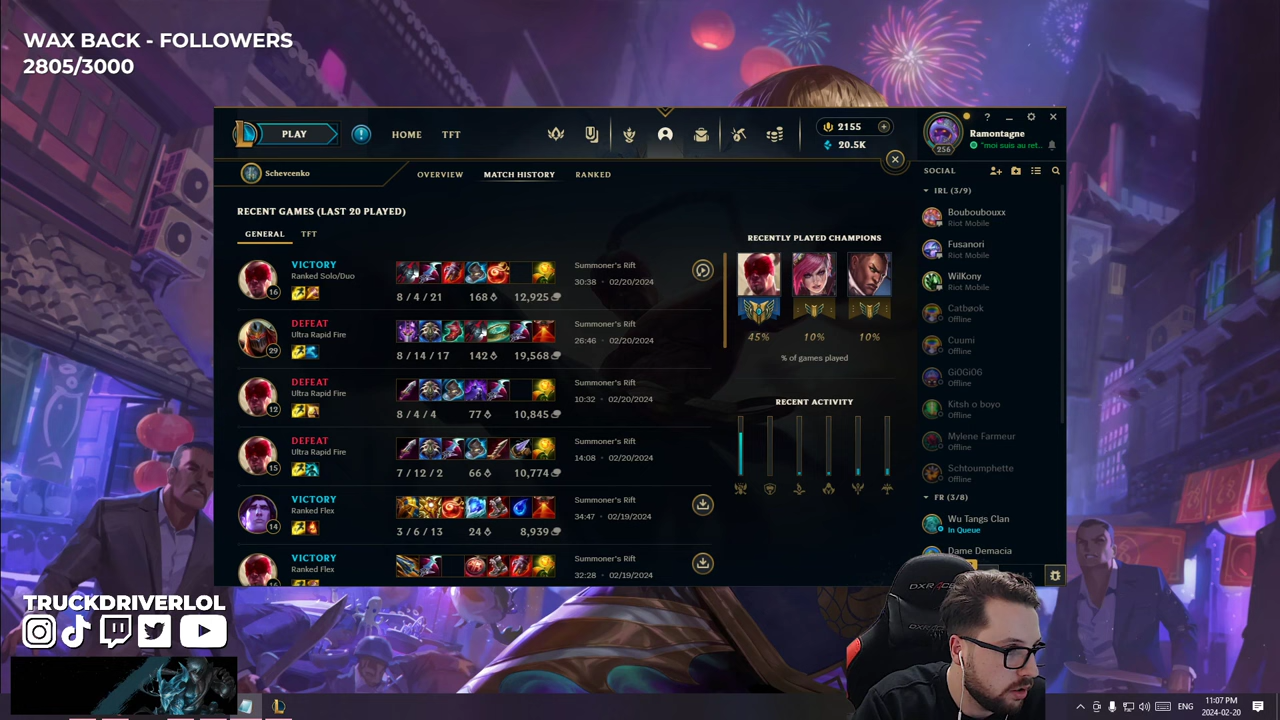 WAX BACK - FOLLOWERS
2805/3000
PLAY
HOME
TFT
2155
20.5K
256
Ramontagne
"moi suis au ret...
Schevcenko
OVERVIEW
MATCH HISTORY
RANKED
SOCIAL
RECENT GAMES (LAST 20 PLAYED)
GENERAL
TFT
16
VICTORY
Ranked Solo/Duo
8 / 4 / 21
168
12,925
Summoner's Rift
30:38 • 02/20/2024
29
DEFEAT
Ultra Rapid Fire
8 / 14 / 17
142
19,568
Summoner's Rift
26:46 • 02/20/2024
12
DEFEAT
Ultra Rapid Fire
8 / 4 / 4
77
10,845
Summoner's Rift
10:32 • 02/20/2024
15
DEFEAT
Ultra Rapid Fire
7 / 12 / 2
66
10,774
Summoner's Rift
14:08 • 02/20/2024
14
VICTORY
Ranked Flex
3 / 6 / 13
24
8,939
Summoner's Rift
34:47 • 02/19/2024
VICTORY
Ranked Flex
Summoner's Rift
32:28 • 02/19/2024
RECENTLY PLAYED CHAMPIONS
45%
10%
10%
% of games played
RECENT ACTIVITY
IRL (3/9)
Bouboubouxx
Riot Mobile
Fusanori
Riot Mobile
WilKony
Riot Mobile
Catbøok
Offline
Cuumi
Offline
Gi0Gi06
Offline
Kitsh o boyo
Offline
Mylene Farmeur
Offline
Schtoumphette
Offline
FR (3/8)
Wu Tangs Clan
In Queue
Dame Demacia
TRUCKDRIVERLOL
DXRACER
ENG
11:07 PM
2024-02-20